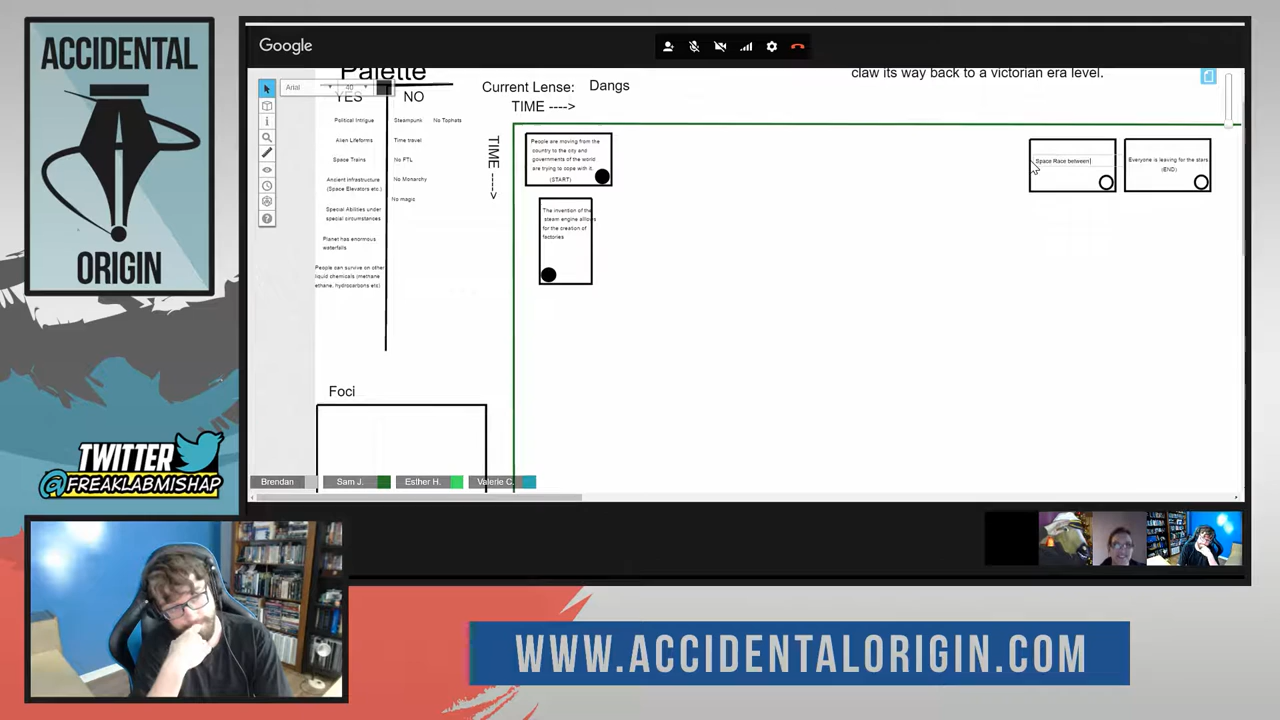 ACCIDENTAL
ORIGIN
TWITTER
@FREAKLABMISHAP
Google
Palette
YES
NO
Arial
40
Political Intrigue
Alien Lifeforms
Space Trains
Ancient infrastructure
(Space Elevators etc.)
Special Abilities under
special circumstances
Planet has enormous
waterfalls
People can survive on other
liquid chemicals (methane
ethane, hydrocarbons etc)
Steampunk
No Tophats
Time travel
No FTL
No Monarchy
No magic
Current Lense:
Dangs
TIME ---->
TIME ---->
claw its way back to a victorian era level.
People are moving from the
country to the city and
governments of the world
are trying to cope with it.
(START)
The invention of the
steam engine allows
for the creation of
factories
Space Race between
Everyone is leaving for the stars.
(END)
Foci
Brendan
Sam J.
Esther H.
Valerie C.
WWW.ACCIDENTALORIGIN.COM